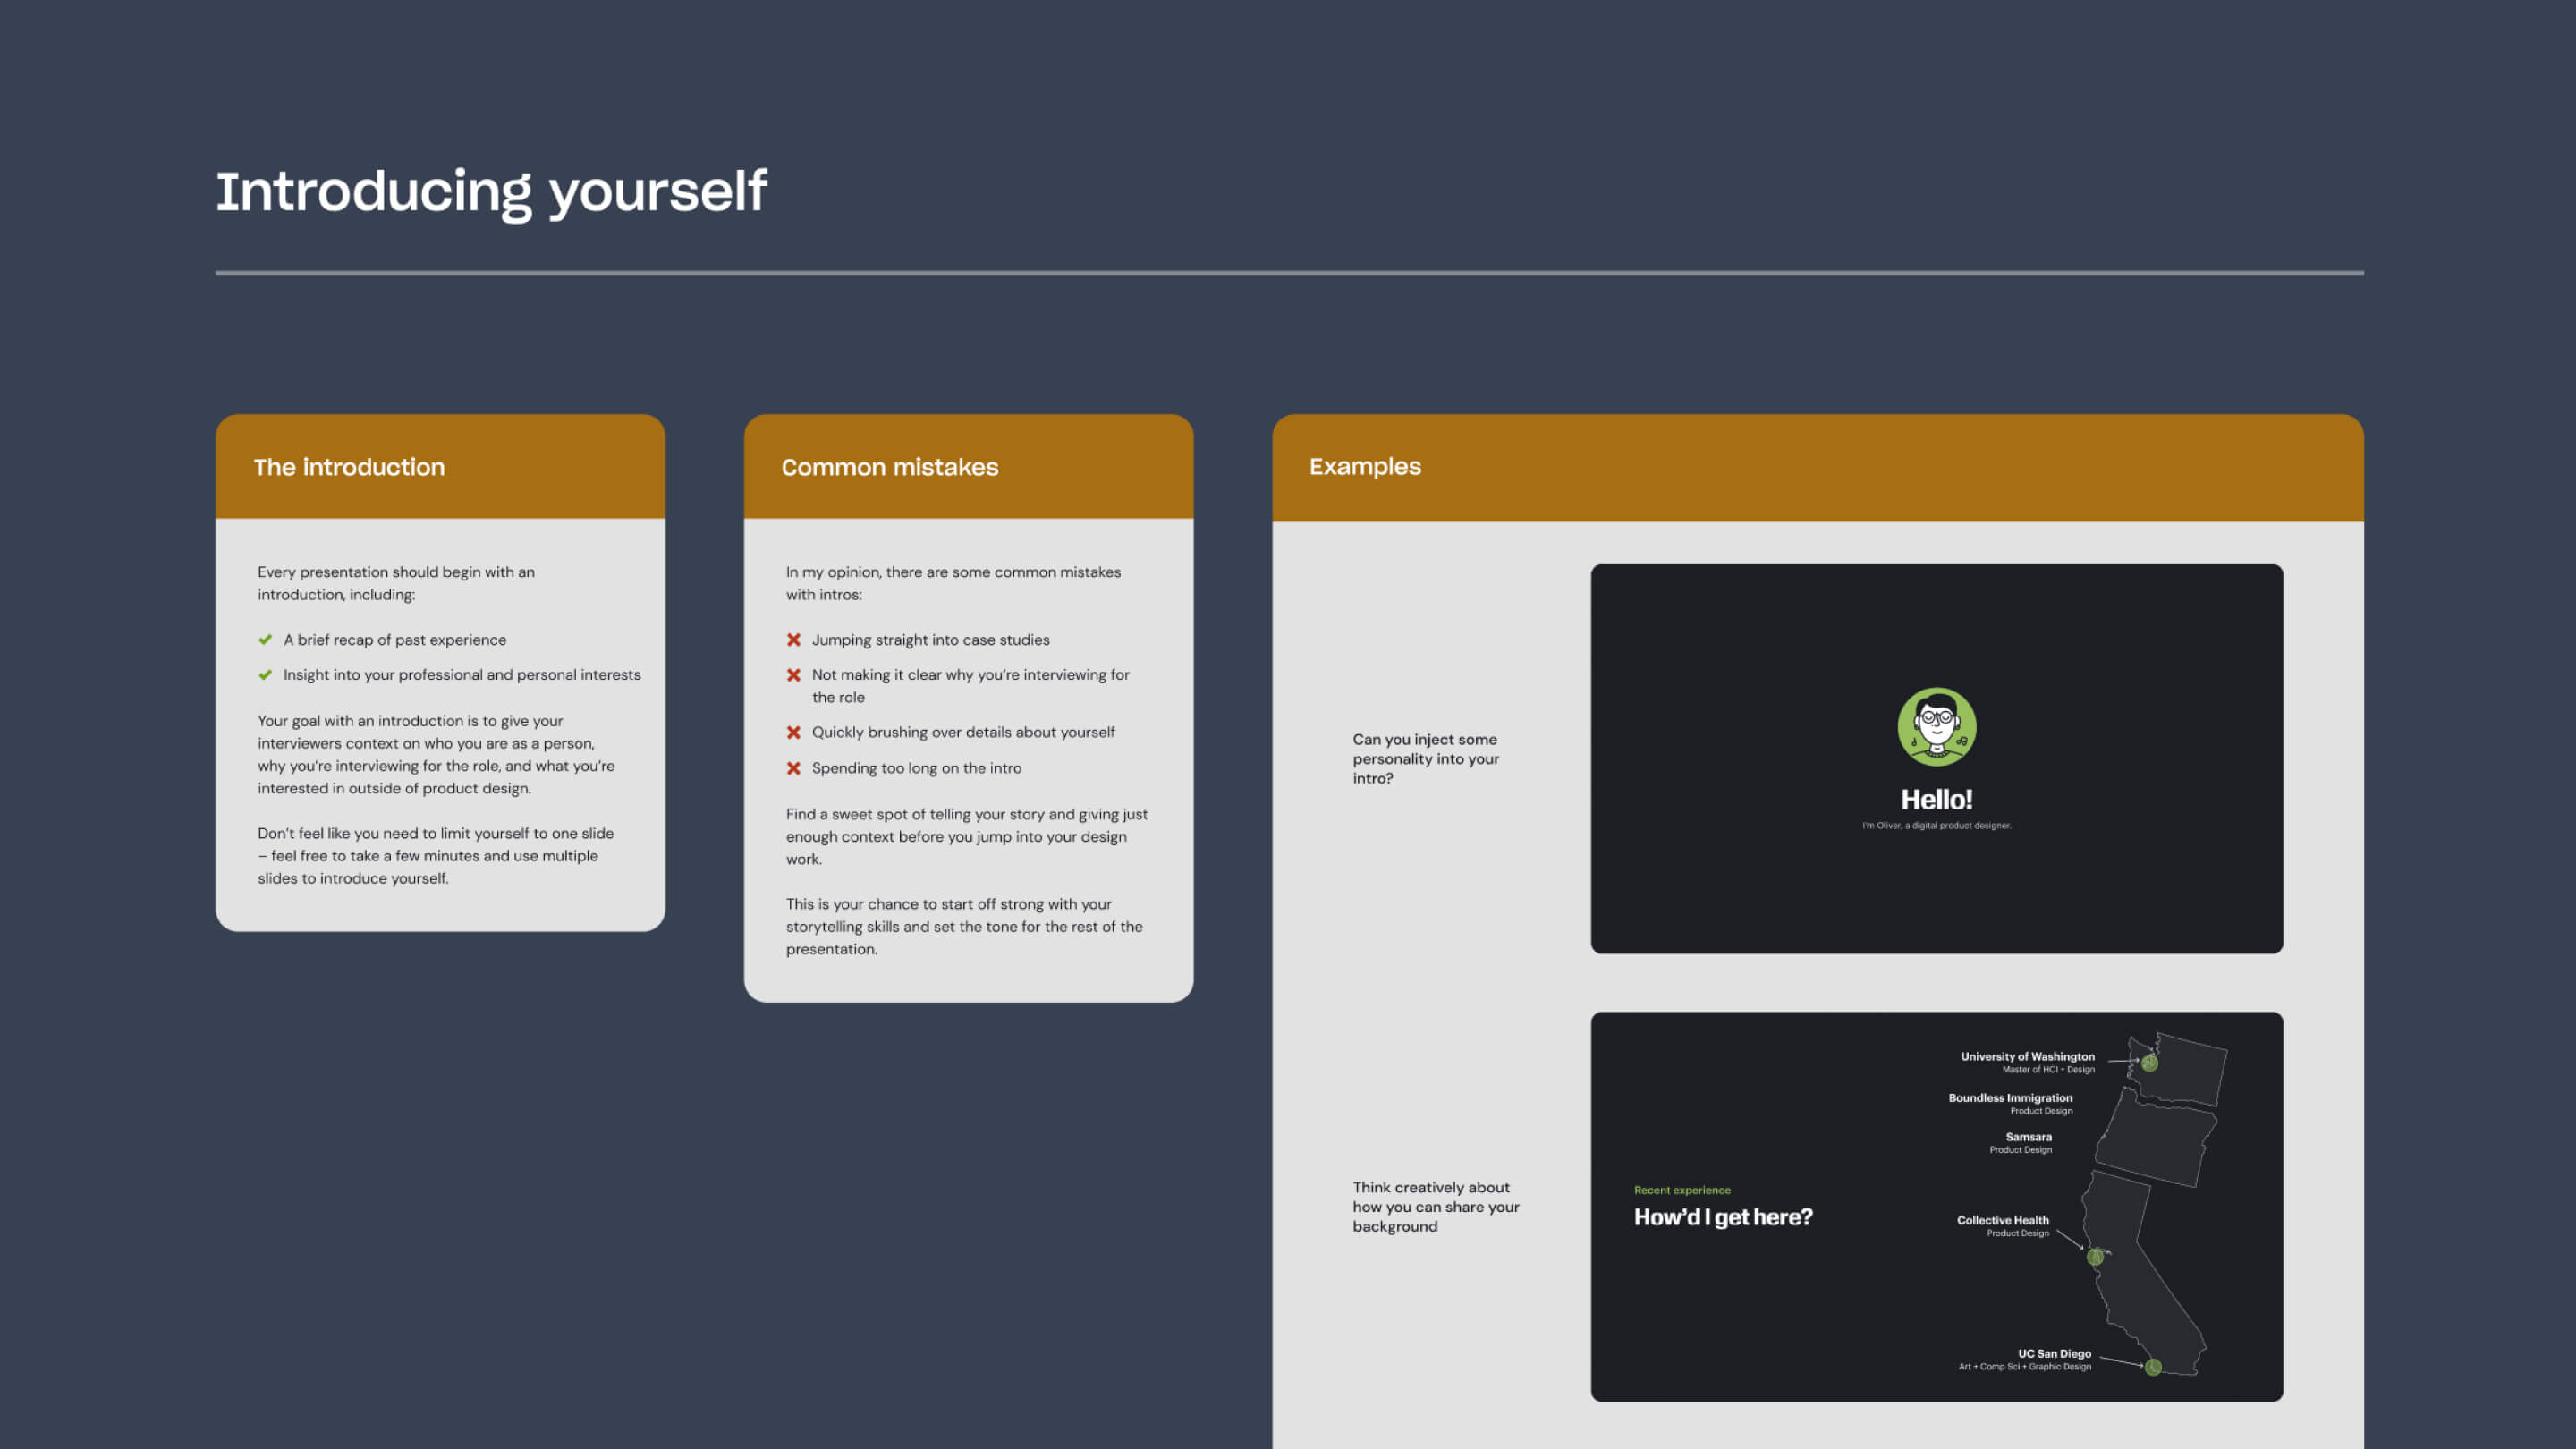 Introducing yourself
The introduction
Every presentation should begin with an
introduction, including:
A brief recap of past experience
Insight into your professional and personal interests
Your goal with an introduction is to give your
interviewers context on who you are as a person,
why you're interviewing for the role, and what you're
interested in outside of product design.
Don't feel like you need to limit yourself to one slide
– feel free to take a few minutes and use multiple
slides to introduce yourself.
Common mistakes
In my opinion, there are some common mistakes
with intros:
Jumping straight into case studies
Not making it clear why you're interviewing for
the role
Quickly brushing over details about yourself
Spending too long on the intro
Find a sweet spot of telling your story and giving just
enough context before you jump into your design
work.
This is your chance to start off strong with your
storytelling skills and set the tone for the rest of the
presentation.
Examples
Can you inject some
personality into your
intro?
Hello!
I'm Oliver, a digital product designer.
Think creatively about
how you can share your
background
Recent experience
How'd I get here?
University of Washington
Master of HCI + Design
Boundless Immigration
Product Design
Samsara
Product Design
Collective Health
Product Design
UC San Diego
Art + Comp Sci + Graphic Design